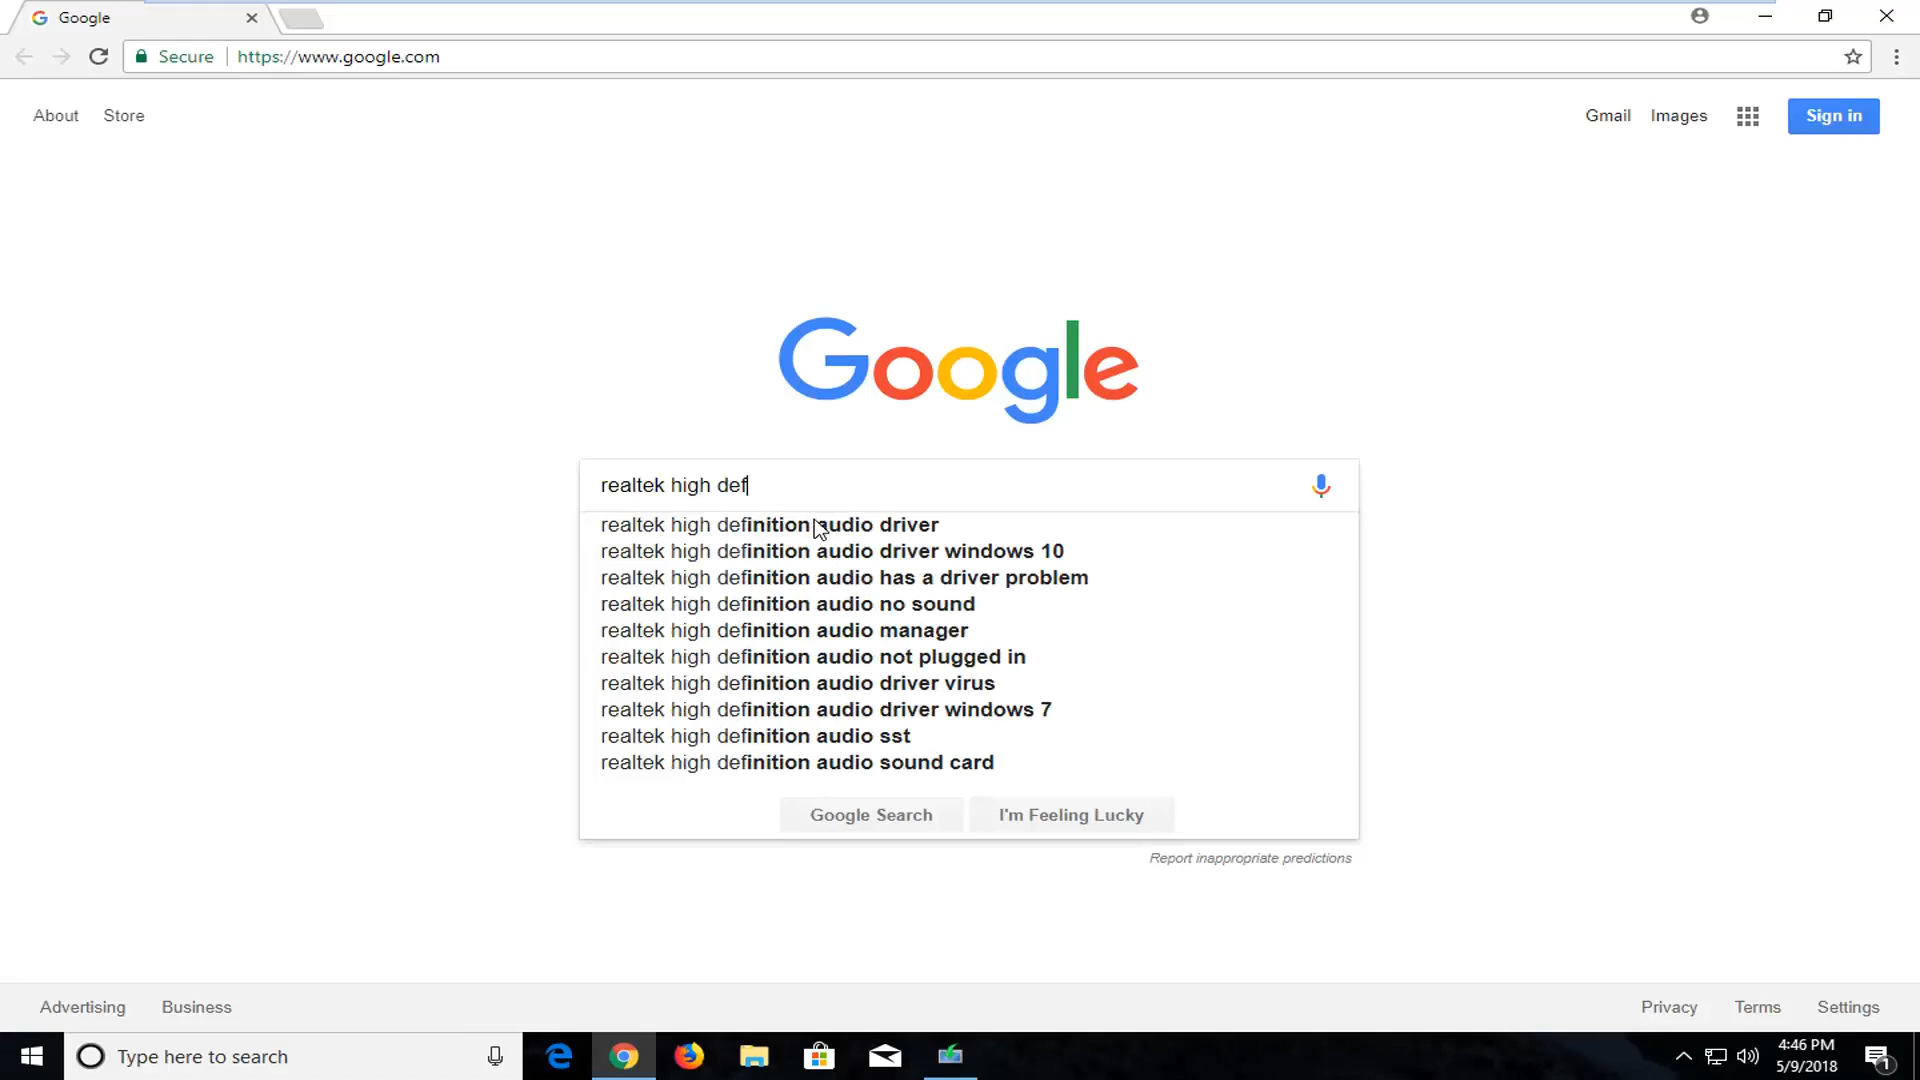 Google
Secure
https://www.google.com
About
Store
Gmail
Images
Sign in
Google
realtek high def
realtek high definition audio driver
realtek high definition audio driver windows 10
realtek high definition audio has a driver problem
realtek high definition audio no sound
realtek high definition audio manager
realtek high definition audio not plugged in
realtek high definition audio driver virus
realtek high definition audio driver windows 7
realtek high definition audio sst
realtek high definition audio sound card
Google Search
I'm Feeling Lucky
Report inappropriate predictions
Advertising
Business
Privacy
Terms
Settings
Type here to search
4:46 PM
5/9/2018
1